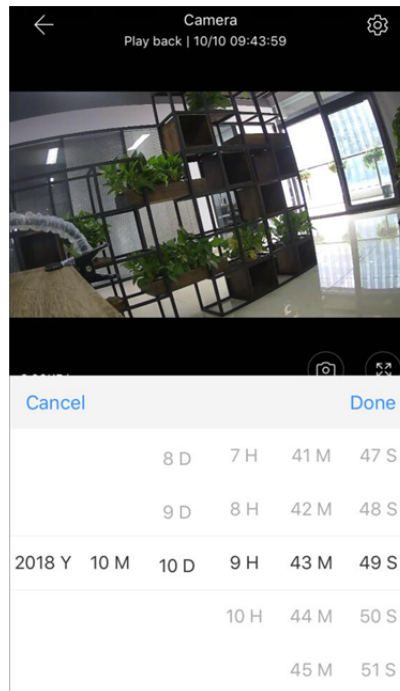 Camera
Play back | 10/10 09:43:59
Cancel Done
8 D 7 H 41 M 47 S
9 D 8 H 42 M 48 S
2018 Y 10 M 10 D 9 H 43 M 49 S
10 H 44 M 50 S
45 M 51 S